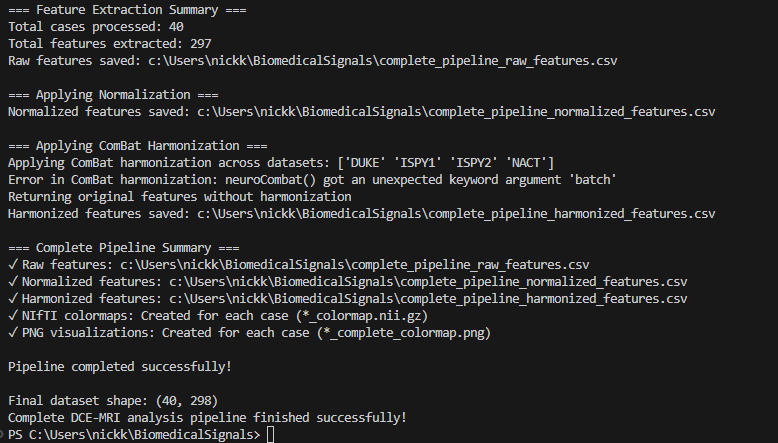 === Feature Extraction Summary ===
Total cases processed: 40
Total features extracted: 297
Raw features saved: c:\Users\nickk\BiomedicalSignals\complete_pipeline_raw_features.csv
=== Applying Normalization ===
Normalized features saved: c:\Users\nickk\BiomedicalSignals\complete_pipeline_normalized_features.csv
=== Applying ComBat Harmonization ===
Applying ComBat harmonization across datasets: ['DUKE' 'ISPY1' 'ISPY2' 'NACT']
Error in ComBat harmonization: neuroCombat() got an unexpected keyword argument 'batch'
Returning original features without harmonization
Harmonized features saved: c:\Users\nickk\BiomedicalSignals\complete_pipeline_harmonized_features.csv
=== Complete Pipeline Summary ===
✓ Raw features: c:\Users\nickk\BiomedicalSignals\complete_pipeline_raw_features.csv
✓ Normalized features: c:\Users\nickk\BiomedicalSignals\complete_pipeline_normalized_features.csv
✓ Harmonized features: c:\Users\nickk\BiomedicalSignals\complete_pipeline_harmonized_features.csv
✓ NIfTI colormaps: Created for each case (*_colormap.nii.gz)
✓ PNG visualizations: Created for each case (*_complete_colormap.png)
Pipeline completed successfully!
Final dataset shape: (40, 298)
Complete DCE-MRI analysis pipeline finished successfully!
PS C:\Users\nickk\BiomedicalSignals>